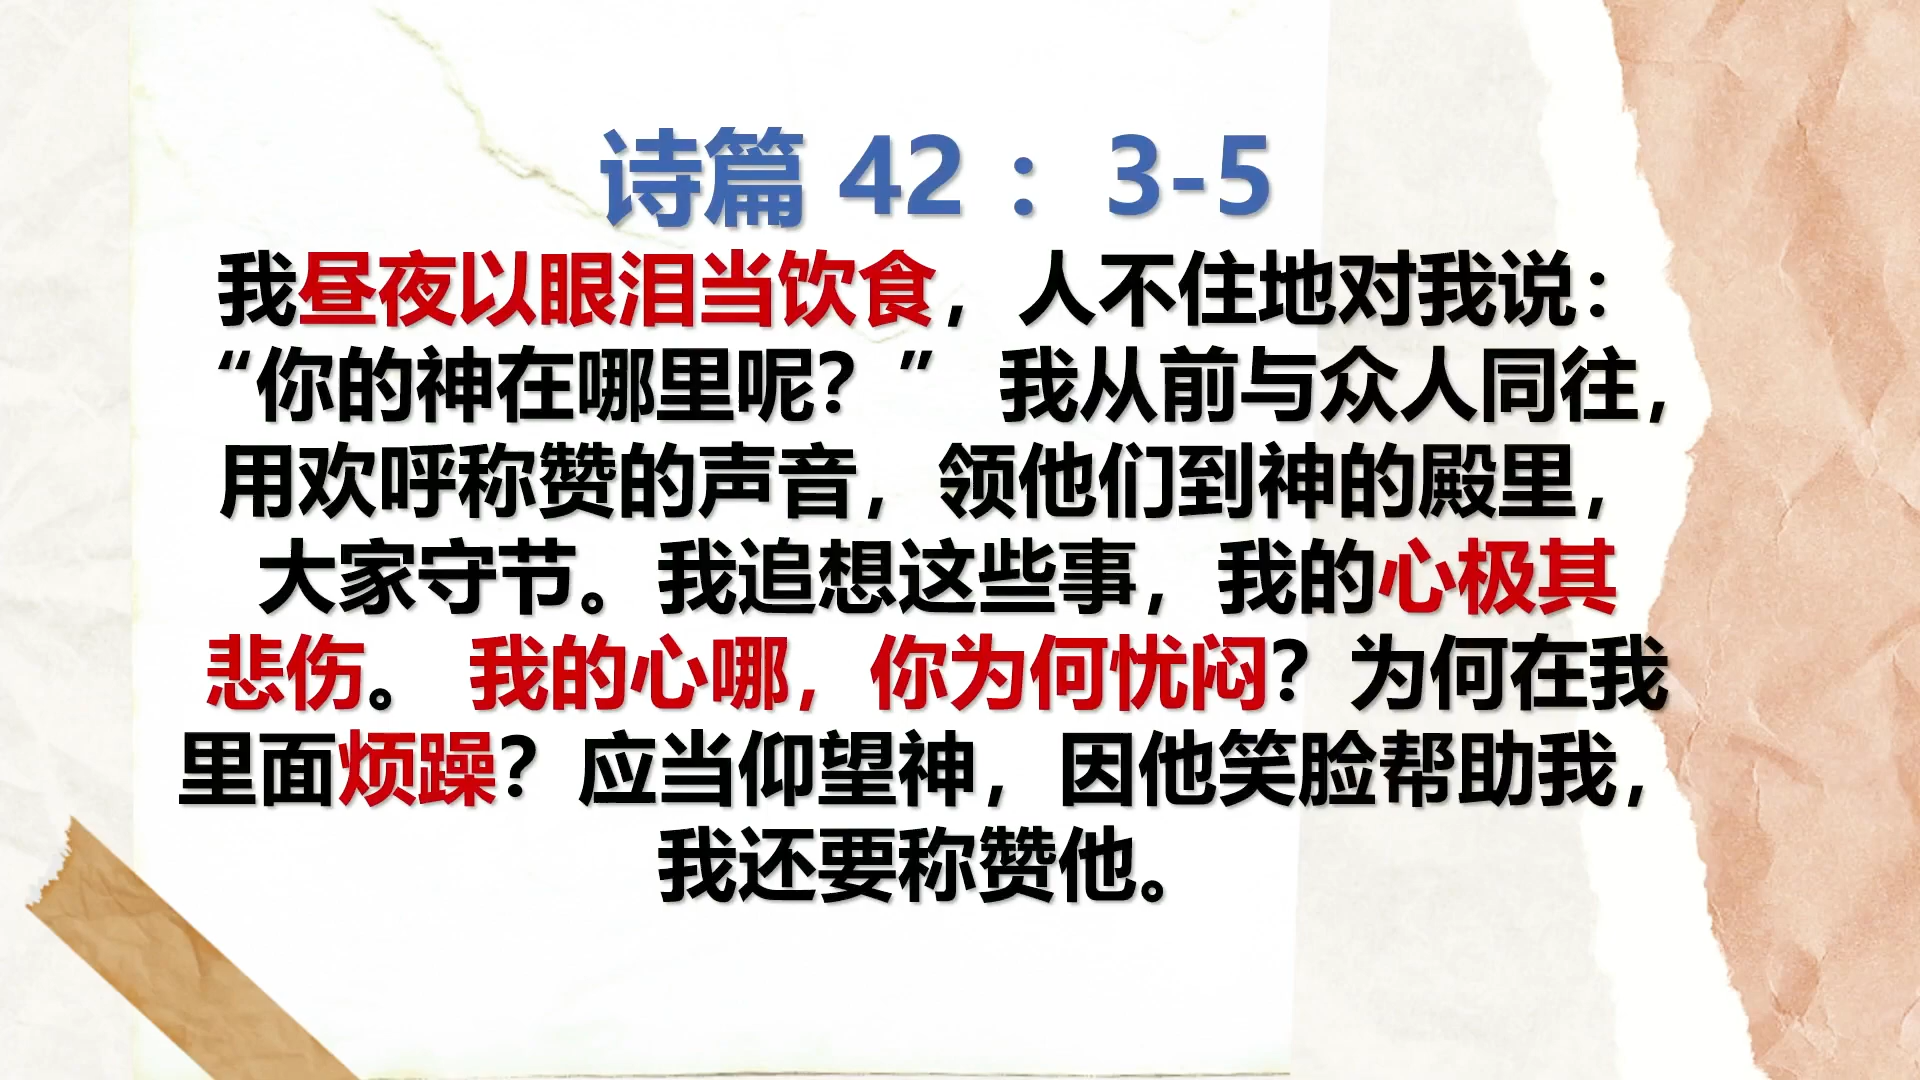 诗篇 42 ：3-5
我昼夜以眼泪当饮食，人不住地对我说：
“你的神在哪里呢？” 我从前与众人同往，
用欢呼称赞的声音，领他们到神的殿里，
大家守节。我追想这些事，我的心极其
悲伤。 我的心哪，你为何忧闷？为何在我
里面烦躁？应当仰望神，因他笑脸帮助我，
我还要称赞他。